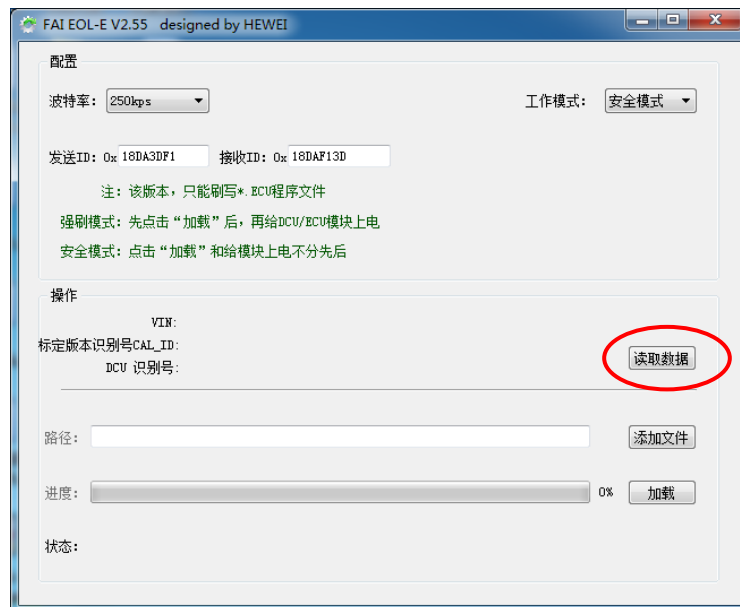 FAI EOL-E V2.55 designed by HEWEI
配置
波特率： 250kps 工作模式： 安全模式
发送ID: 0x 18DA3DF1 接收ID: 0x 18DAF13D
注：该版本，只能刷写*.ECU程序文件
强刷模式：先点击“加载”后，再给DCU/ECU模块上电
安全模式：点击“加载”和给模块上电不分先后
操作
VIN:
标定版本识别号CAL_ID:
DCU 识别号:
读取数据
路径: 添加文件
进度: 0% 加载
状态: